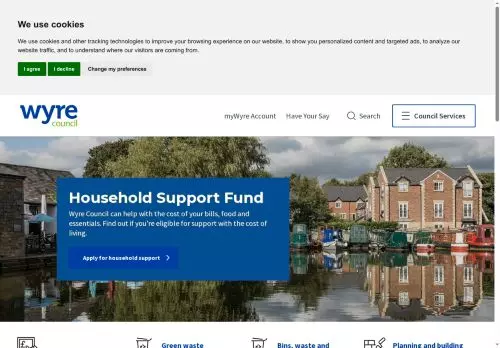 We use cookies
We use cookies and other tracking technologies to improve your browsing experience on our website, to show you personalized content and targeted ads, to analyze our
website traffic, and to understand where our visitors are coming from.
I agree
I decline
Change my preferences
wyre
council
myWyre Account
Have Your Say
Search
Council Services
Household Support Fund
Wyre Council can help with the cost of your bills, food and
essentials. Find out if you're eligible for support with the cost of
living.
Apply for household support
Green waste
Bins, waste and
Planning and building